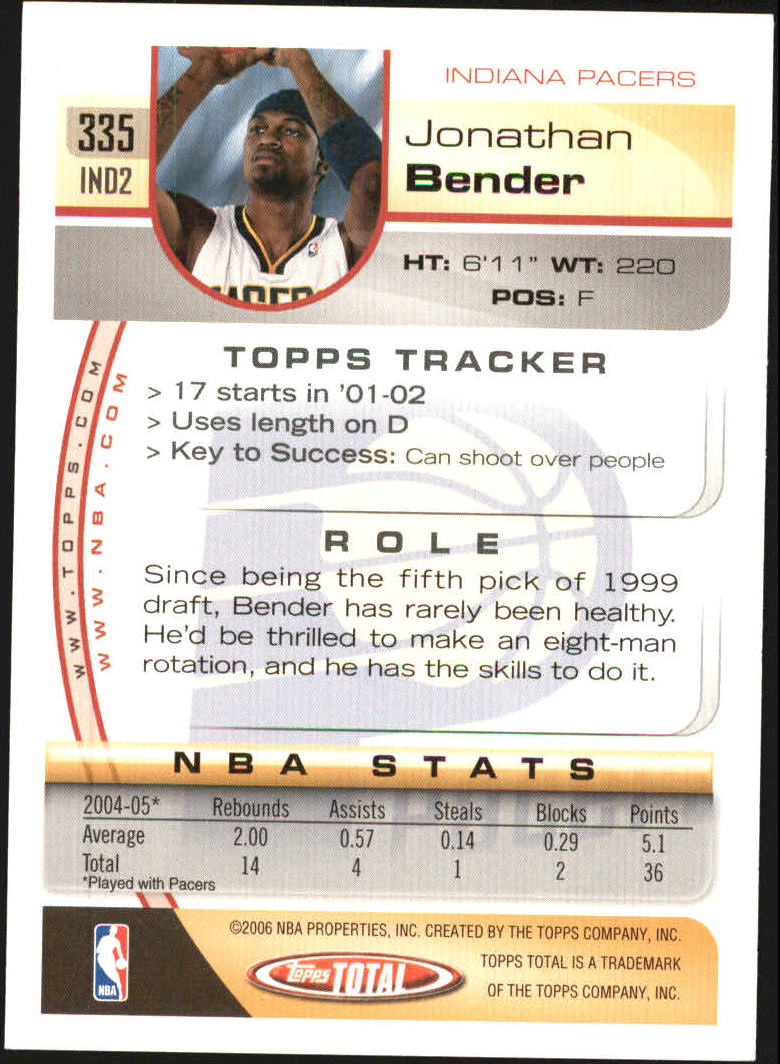 INDIANA PACERS
335
IND2
Jonathan
Bender
HT: 6'11" WT: 220
POS: F
TOPPS TRACKER
> 17 starts in '01-02
> Uses length on D
> Key to Success: Can shoot over people
WWW.TOPPS.COM
WWW.NBA.COM
ROLE
Since being the fifth pick of 1999
draft, Bender has rarely been healthy.
He'd be thrilled to make an eight-man
rotation, and he has the skills to do it.
NBA STATS
2004-05* Rebounds Assists Steals Blocks Points
Average 2.00 0.57 0.14 0.29 5.1
Total 14 4 1 2 36
*Played with Pacers
©2006 NBA PROPERTIES, INC. CREATED BY THE TOPPS COMPANY, INC.
TOPPS TOTAL IS A TRADEMARK
OF THE TOPPS COMPANY, INC.
NBA
Topps TOTAL